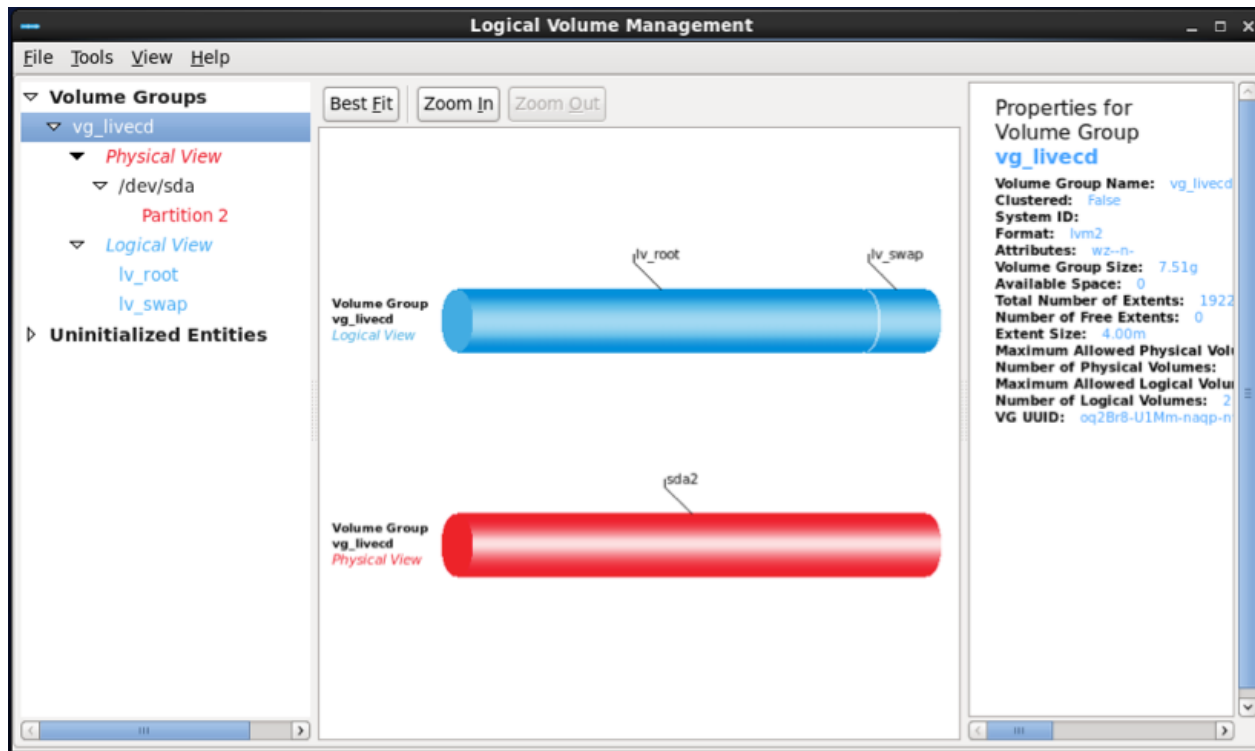 Logical Volume Management
File Tools View Help
Volume Groups
vg_livecd
Physical View
/dev/sda
Partition 2
Logical View
lv_root
lv_swap
Uninitialized Entities
Best Fit
Zoom In
Zoom Out
lv_root
lv_swap
Volume Group
vg_livecd
Logical View
sda2
Volume Group
vg_livecd
Physical View
Properties for
Volume Group
vg_livecd
Volume Group Name: vg_livecd
Clustered: False
System ID:
Format: lvm2
Attributes: wz--n-
Volume Group Size: 7.51g
Available Space: 0
Total Number of Extents: 1922
Number of Free Extents: 0
Extent Size: 4.00m
Maximum Allowed Physical
Number of Physical Volumes:
Maximum Allowed Logical
Number of Logical Volumes: 2
VG UUID: oq2Br8-U1Mm-naqp-